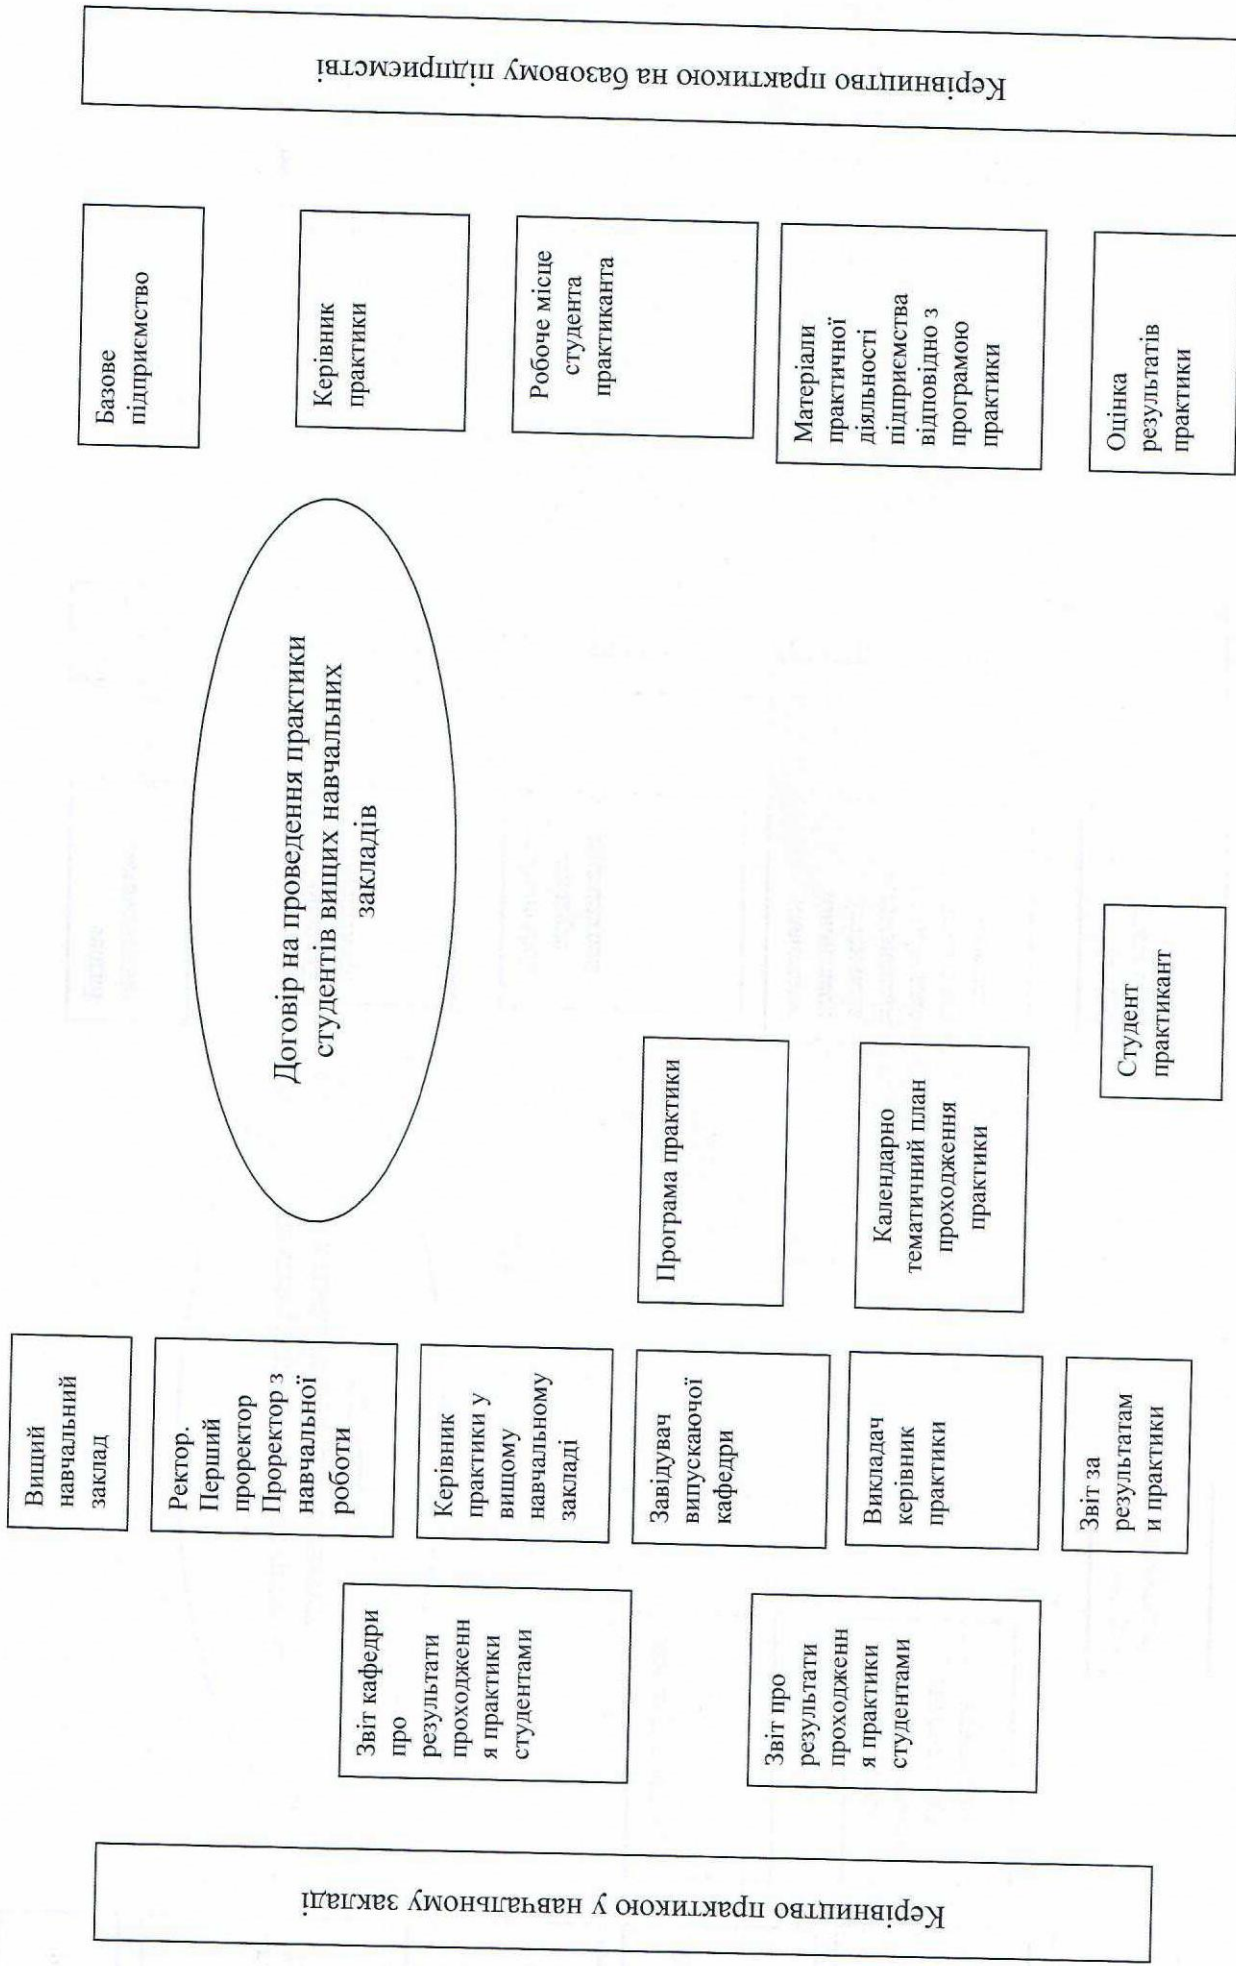 Керівництво практикою у навчальному закладі
Звіт кафедри
про
результати
проходженн
я практики
студентами
Звіт про
результати
проходженн
я практики
студентами
Вищий
навчальний
заклад
Ректор.
Перший
проректор
Проректор з
навчальної
роботи
Керівник
практики у
вищому
навчальному
закладі
Завідувач
випускаючої
кафедри
Викладач
керівник
практики
Звіт за
результатам
и практики
Програма практики
Календарно
тематичний план
проходження
практики
Договір на проведення практики
студентів вищих навчальних
закладів
Студент
практикант
Базове
підприємство
Керівник
практики
Робоче місце
студента
практиканта
Матеріали
практичної
діяльності
підприємства
відповідно з
програмою
практики
Оцінка
результатів
практики
Керівництво практикою на базовому підприємстві